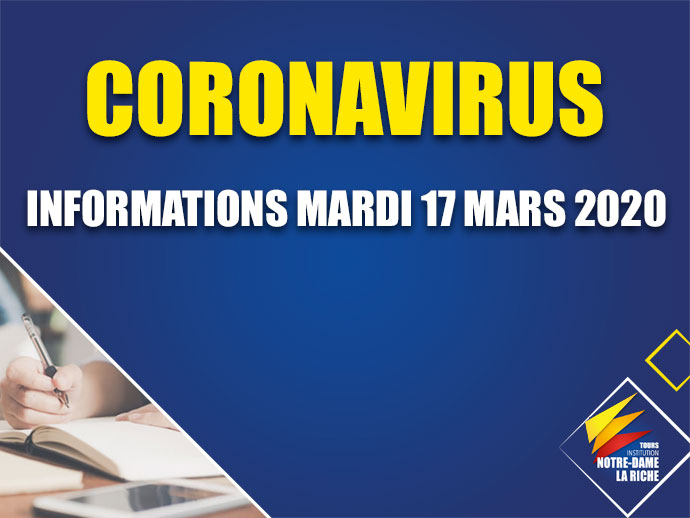 CORONAVIRUS
INFORMATIONS MARDI 17 MARS 2020
TOURS
INSTITUTION
NOTRE-DAME
LA RICHE